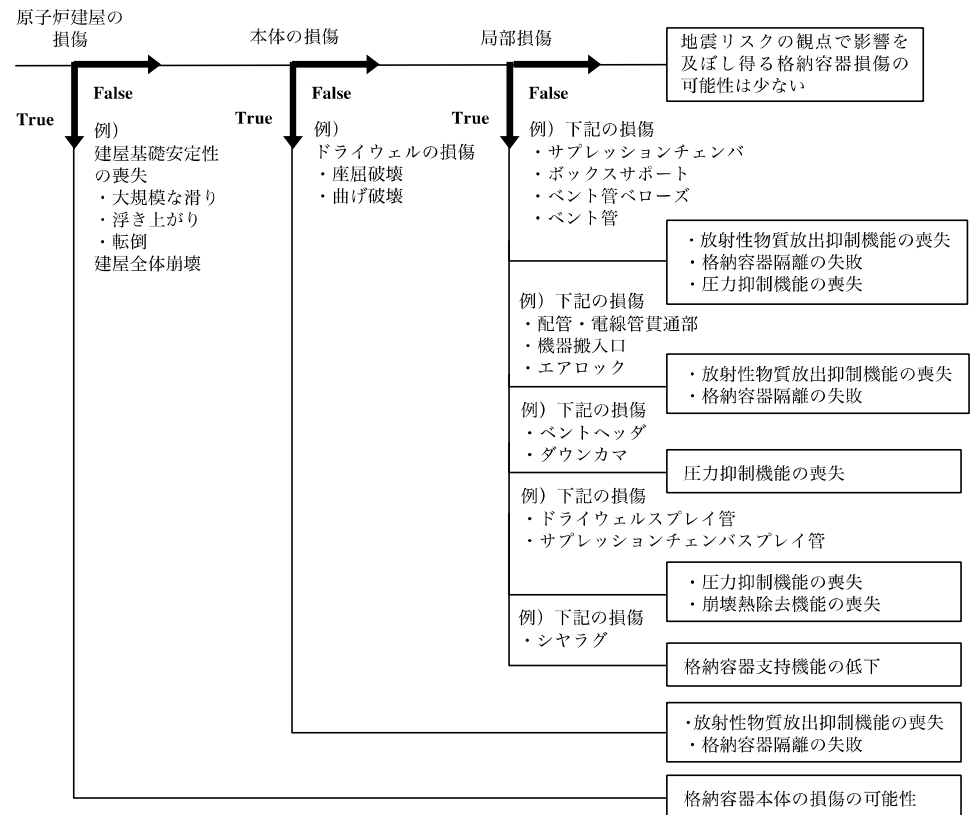 原子炉建屋の
損傷
本体の損傷
局部損傷
地震リスクの観点で影響を
及ぼし得る格納容器損傷の
可能性は少ない
False
True
例）
建屋基礎安定性
の喪失
・大規模な滑り
・浮き上がり
・転倒
建屋全体崩壊
False
True
例）
ドライウェルの損傷
・座屈破壊
・曲げ破壊
False
True
例）下記の損傷
・サプレッションチェンバ
・ボックスサポート
・ベント管ベローズ
・ベント管
・放射性物質放出抑制機能の喪失
・格納容器隔離の失敗
・圧力抑制機能の喪失
例）下記の損傷
・配管・電線管貫通部
・機器搬入口
・エアロック
・放射性物質放出抑制機能の喪失
・格納容器隔離の失敗
例）下記の損傷
・ベントヘッダ
・ダウンカマ
圧力抑制機能の喪失
例）下記の損傷
・ドライウェルスプレイ管
・サプレッションチェンバスプレイ管
・圧力抑制機能の喪失
・崩壊熱除去機能の喪失
例）下記の損傷
・シヤラグ
格納容器支持機能の低下
・放射性物質放出抑制機能の喪失
・格納容器隔離の失敗
格納容器本体の損傷の可能性